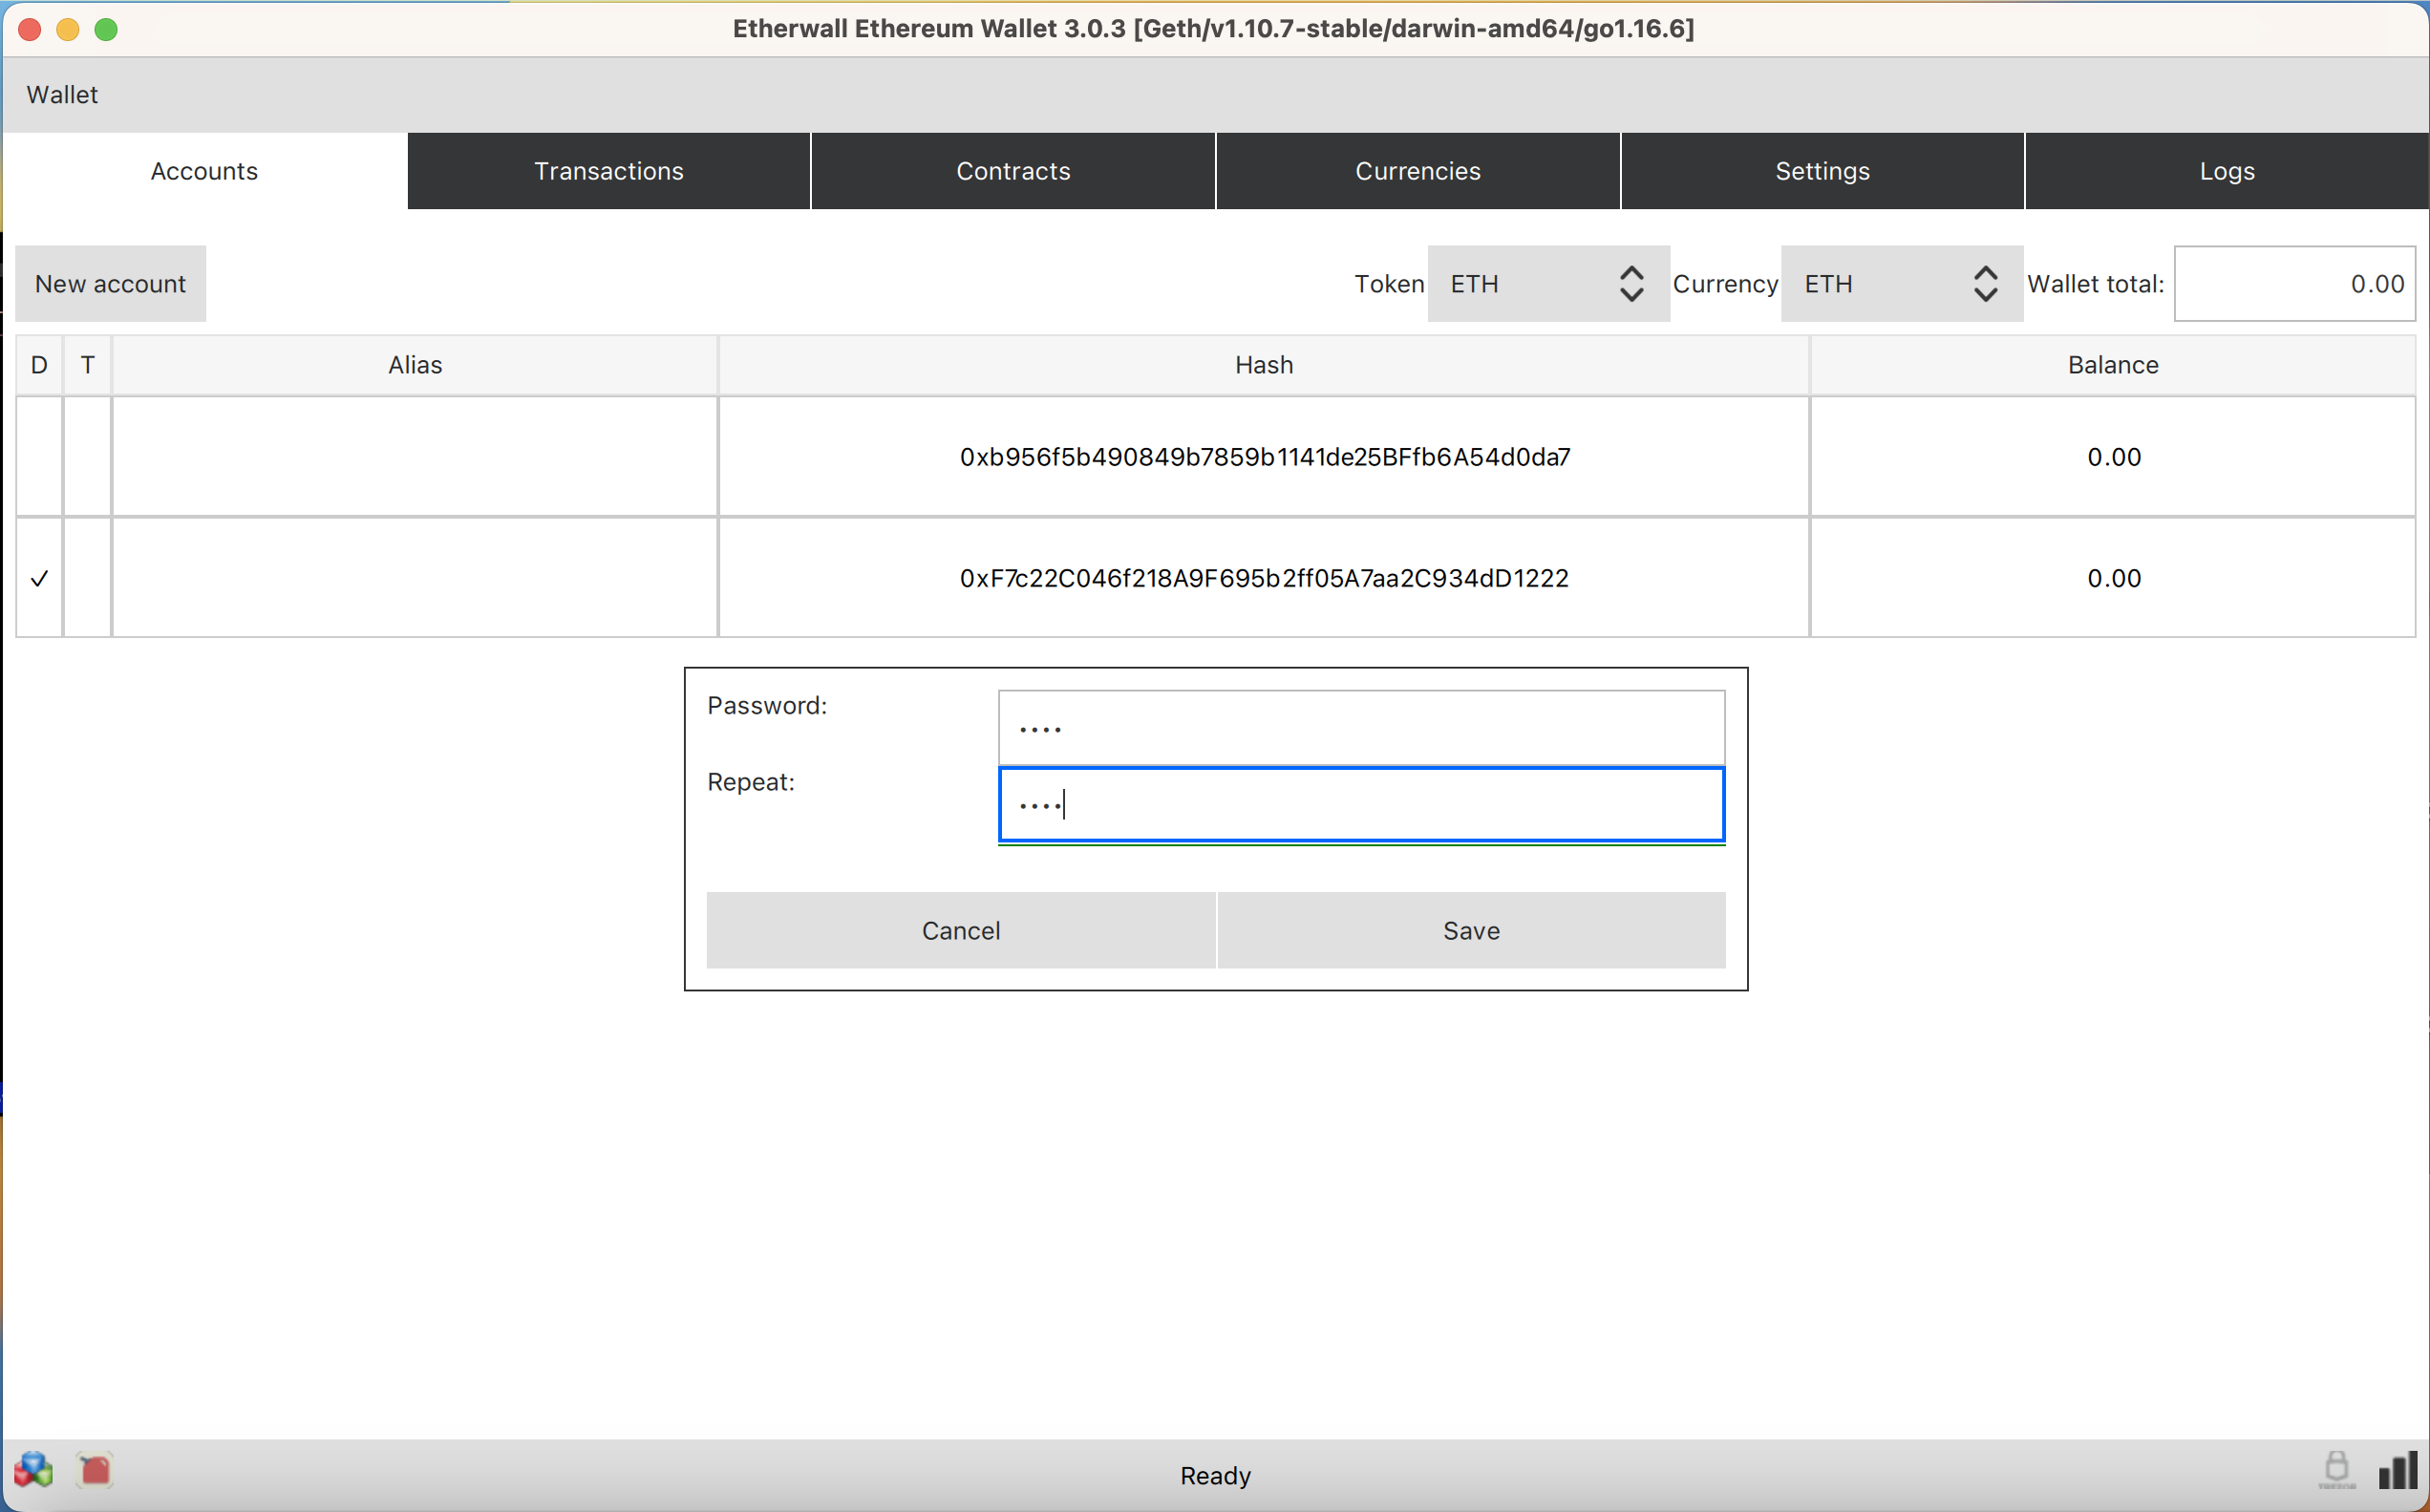 Etherwall Ethereum Wallet 3.0.3 [Geth/v1.10.7-stable/darwin-amd64/go1.16.6]
Wallet
Accounts Transactions Contracts Currencies Settings Logs
New account Token ETH Currency ETH Wallet total: 0.00
D T Alias Hash Balance
0xb956f5b490849b7859b1141de25BFfb6A54d0da7 0.00
✓ 0xF7c22C046f218A9F695b2ff05A7aa2C934dD1222 0.00
Password: ••••
Repeat: ••••
Cancel Save
Ready
TREZOR